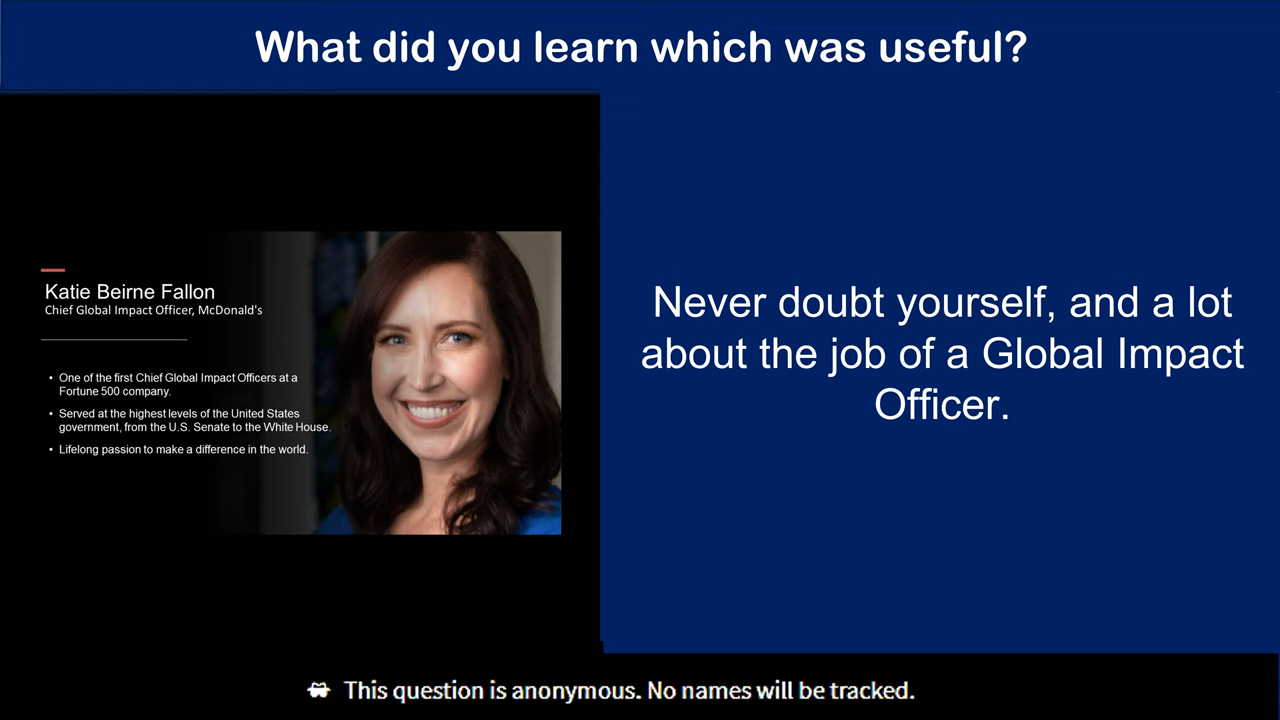 What did you learn which was useful?
Katie Beirne Fallon
Chief Global Impact Officer, McDonald's
• One of the first Chief Global Impact Officers at a
Fortune 500 company.
• Served at the highest levels of the United States
government, from the U.S. Senate to the White House.
• Lifelong passion to make a difference in the world.
Never doubt yourself, and a lot
about the job of a Global Impact
Officer.
This question is anonymous. No names will be tracked.